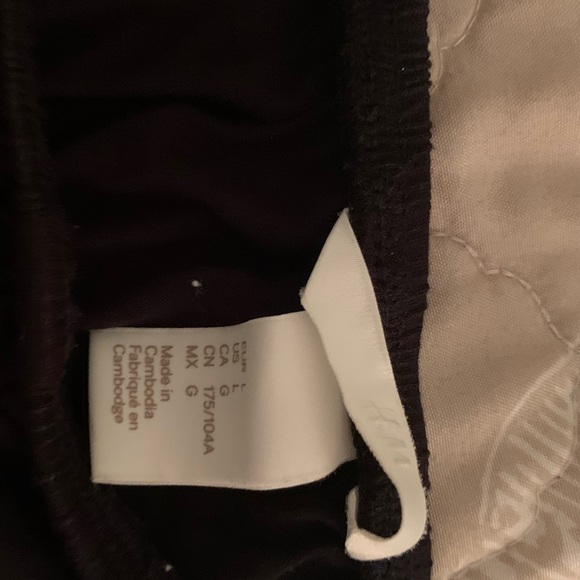 EUR L
US L
CA G
CN 175/104A
MX G
Made in
Cambodia
Fabriqué en
Cambodge